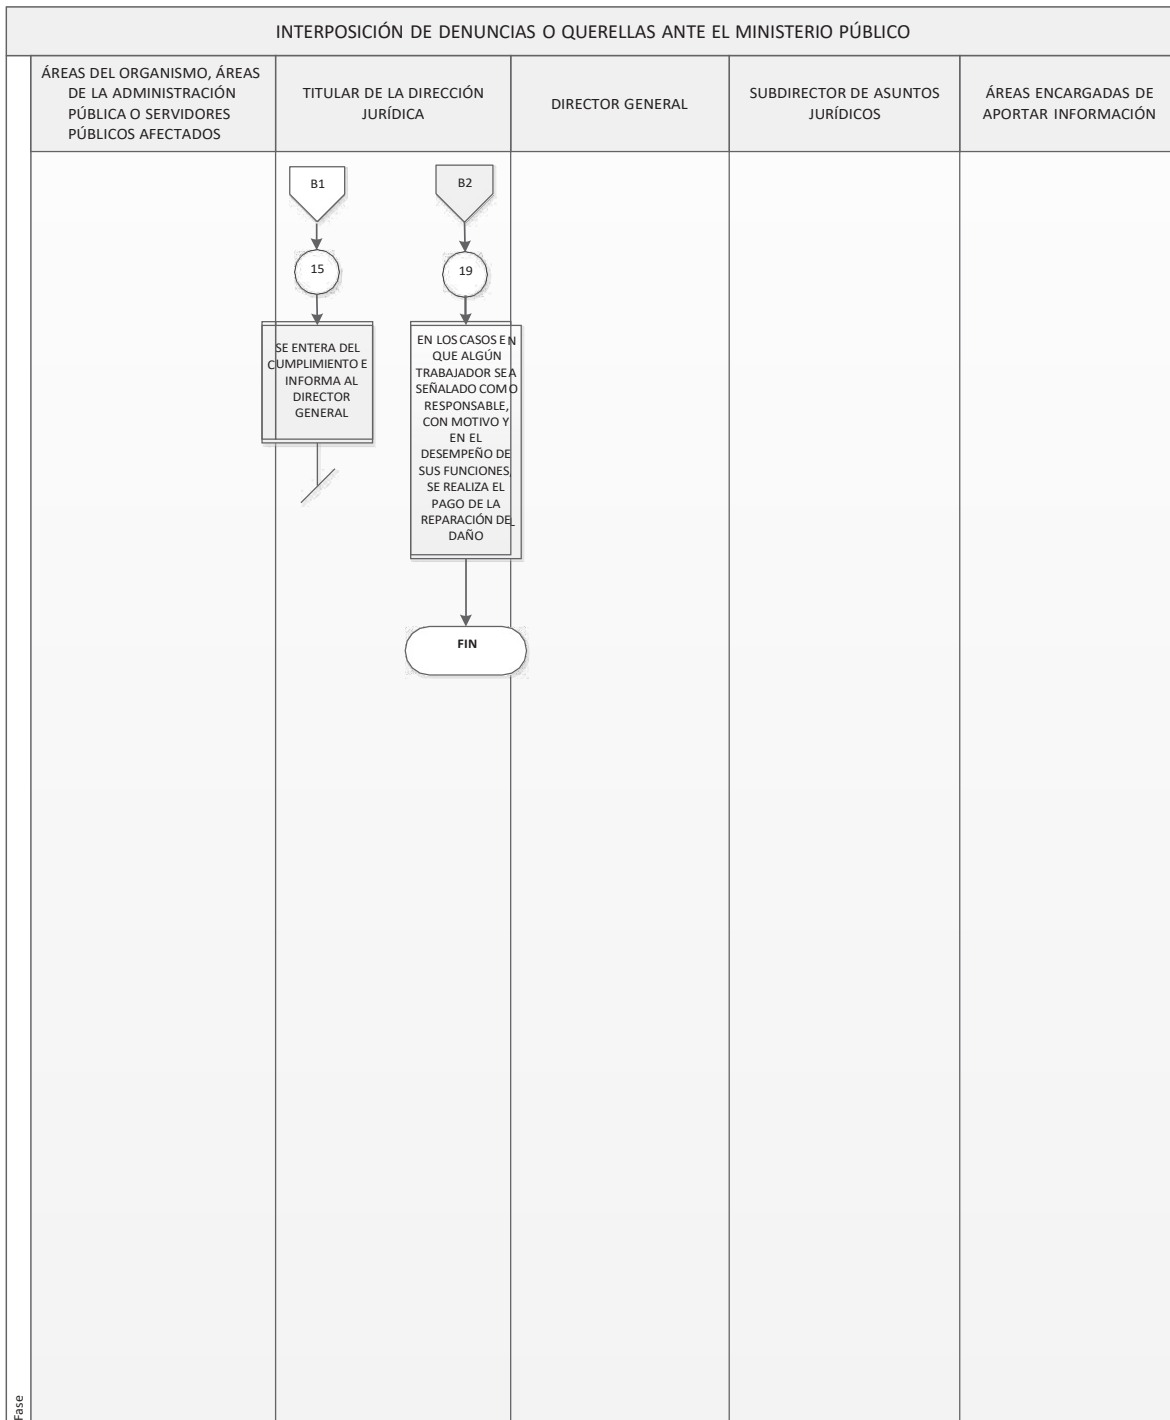 INTERPOSICIÓN DE DENUNCIAS O QUERELLAS ANTE EL MINISTERIO PÚBLICO
ÁREAS DEL ORGANISMO, ÁREAS
DE LA ADMINISTRACIÓN
PÚBLICA O SERVIDORES
PÚBLICOS AFECTADOS
TITULAR DE LA DIRECCIÓN
JURÍDICA
DIRECTOR GENERAL
SUBDIRECTOR DE ASUNTOS
JURÍDICOS
ÁREAS ENCARGADAS DE
APORTAR INFORMACIÓN
B1
15
SE ENTERA DEL
CUMPLIMIENTO E
INFORMA AL
DIRECTOR
GENERAL
B2
19
EN LOS CASOS EN
QUE ALGÚN
TRABAJADOR SEA
SEÑALADO COMO
RESPONSABLE,
CON MOTIVO Y
EN EL
DESEMPEÑO DE
SUS FUNCIONES,
SE REALIZA EL
PAGO DE LA
REPARACIÓN DEL
DAÑO
FIN
Fase